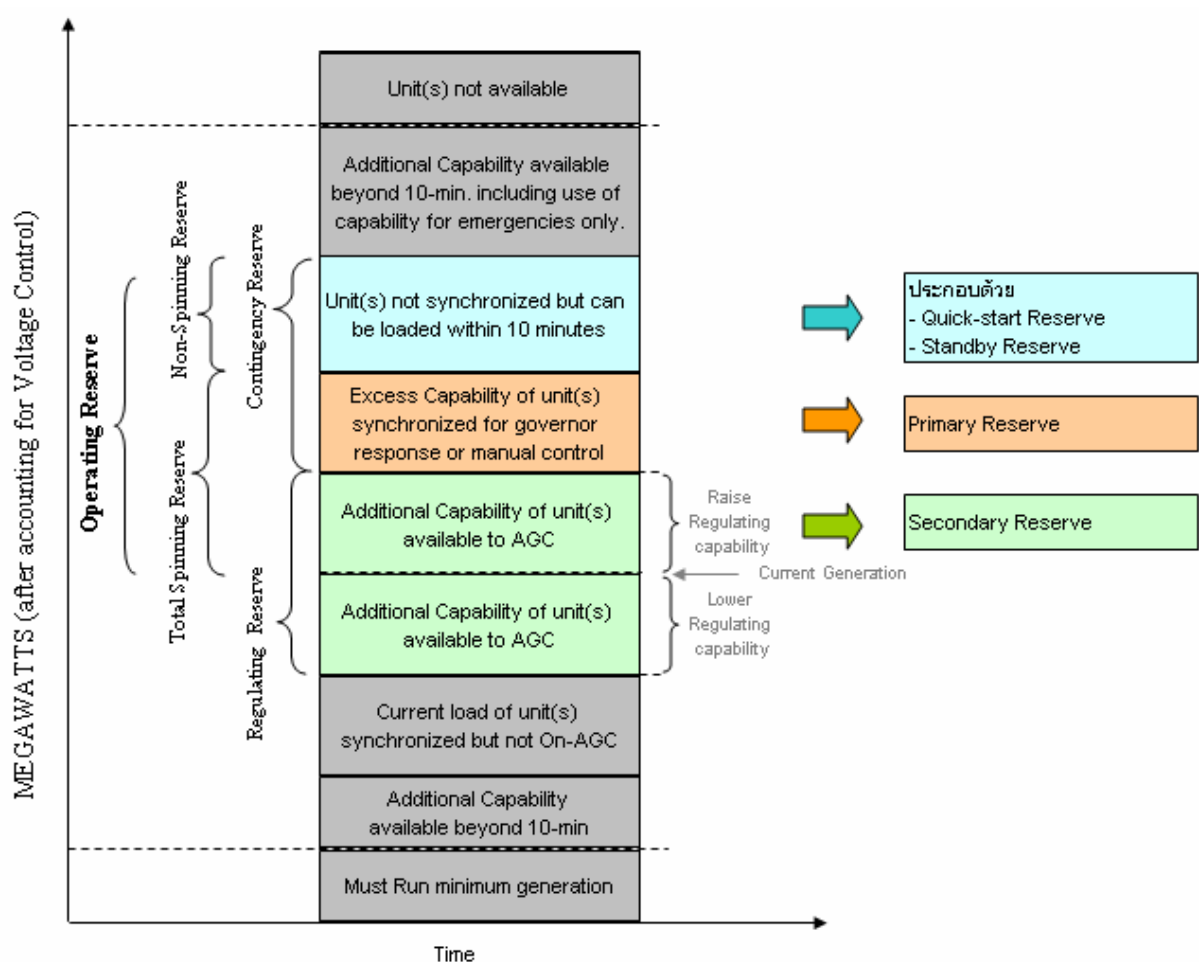 MEGAWATTS (after accounting for Voltage Control)
Operating Reserve
Non-Spinning Reserve
Total Spinning Reserve
Contingency Reserve
Regulating Reserve
Unit(s) not available
Additional Capability available
beyond 10-min. including use of
capability for emergencies only.
Unit(s) not synchronized but can
be loaded within 10 minutes
Excess Capability of unit(s)
synchronized for governor
response or manual control
Additional Capability of unit(s)
available to AGC
Additional Capability of unit(s)
available to AGC
Current load of unit(s)
synchronized but not On-AGC
Additional Capability
available beyond 10-min
Must Run minimum generation
Raise
Regulating
capability
Current Generation
Lower
Regulating
capability
ประกอบด้วย
- Quick-start Reserve
- Standby Reserve
Primary Reserve
Secondary Reserve
Time